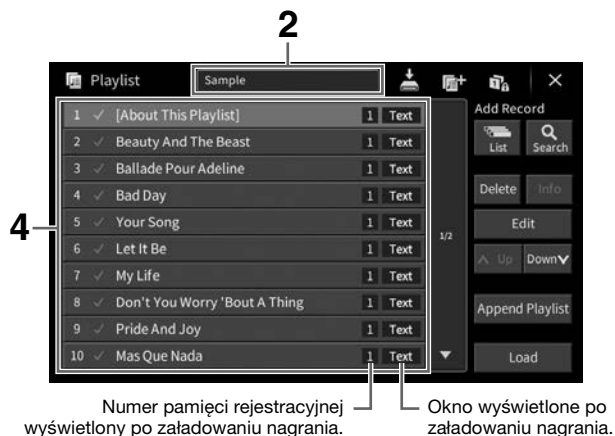 2
Playlist Sample
Add Record
1 [About This Playlist] 1 Text
List Search
2 Beauty And The Beast 1 Text
3 Ballade Pour Adeline 1 Text
Delete Info
4 Bad Day 1 Text
4
5 Your Song 1 Text
Edit
1/2
6 Let It Be 1 Text
Up Down
7 My Life 1 Text
8 Don't You Worry 'Bout A Thing 1 Text
Append Playlist
9 Pride And Joy 1 Text
10 Mas Que Nada 1 Text
Load
Numer pamięci rejestracyjnej
wyświetlony po załadowaniu nagrania.
Okno wyświetlone po
załadowaniu nagrania.